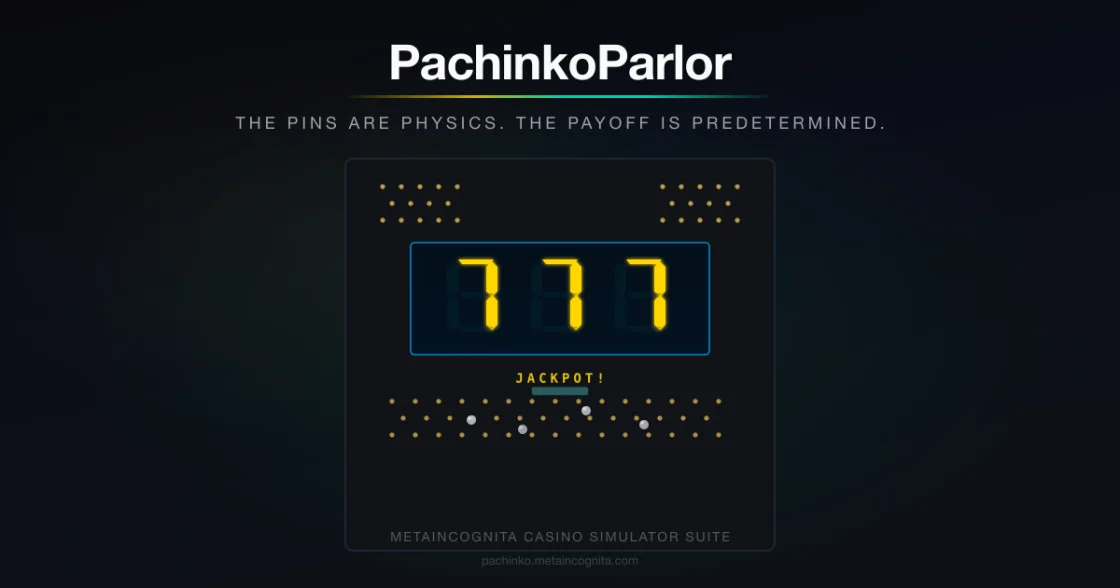 PachinkoParlor
THE PINS ARE PHYSICS. THE PAYOFF IS PREDETERMINED.
777
JACKPOT!
METAINCOGNITA CASINO SIMULATOR SUITE
pachinko.metaincognita.com